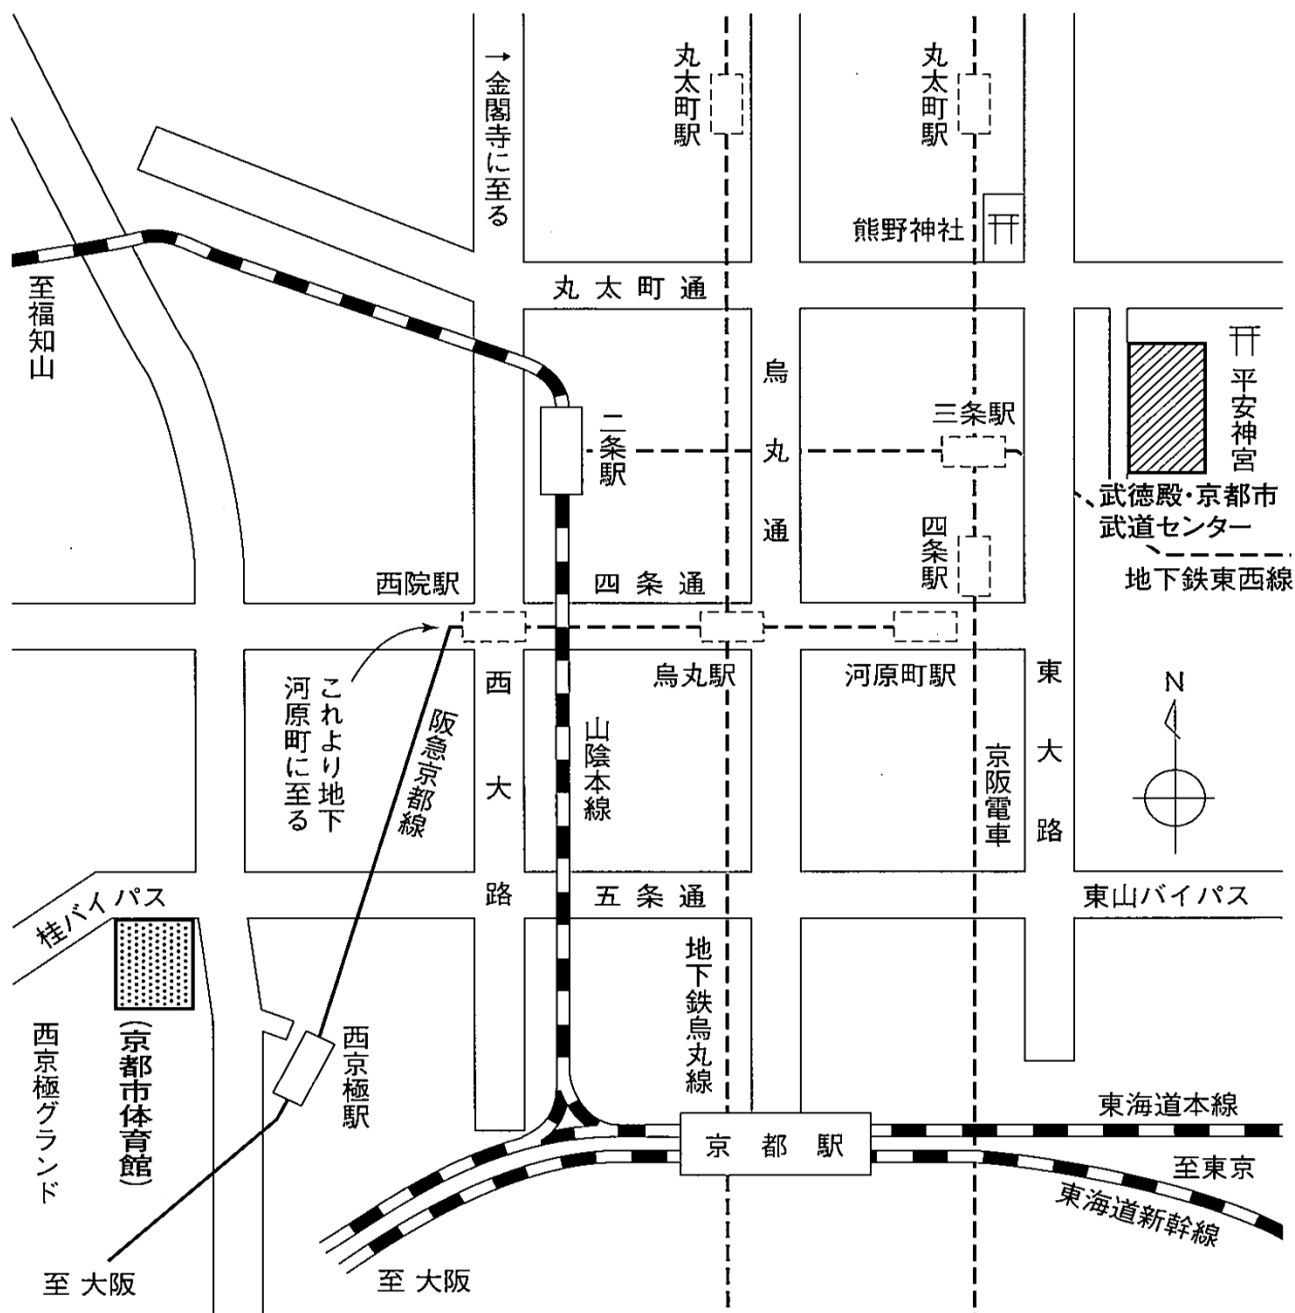 →金閣寺に至る
丸太町駅
丸太町駅
熊野神社
至福知山
丸太町通
烏丸通
二条駅
三条駅
平安神宮
武徳殿・京都市
武道センター
地下鉄東西線
四条駅
西院駅
四条通
烏丸駅
河原町駅
これより地下
河原町に至る
阪急京都線
西大路
山陰本線
京阪電車
東大路
N
桂バイパス
五条通
東山バイパス
西京極グランド
(京都市体育館)
西京極駅
地下鉄烏丸線
京都駅
東海道本線
至東京
東海道新幹線
至 大阪
至 大阪